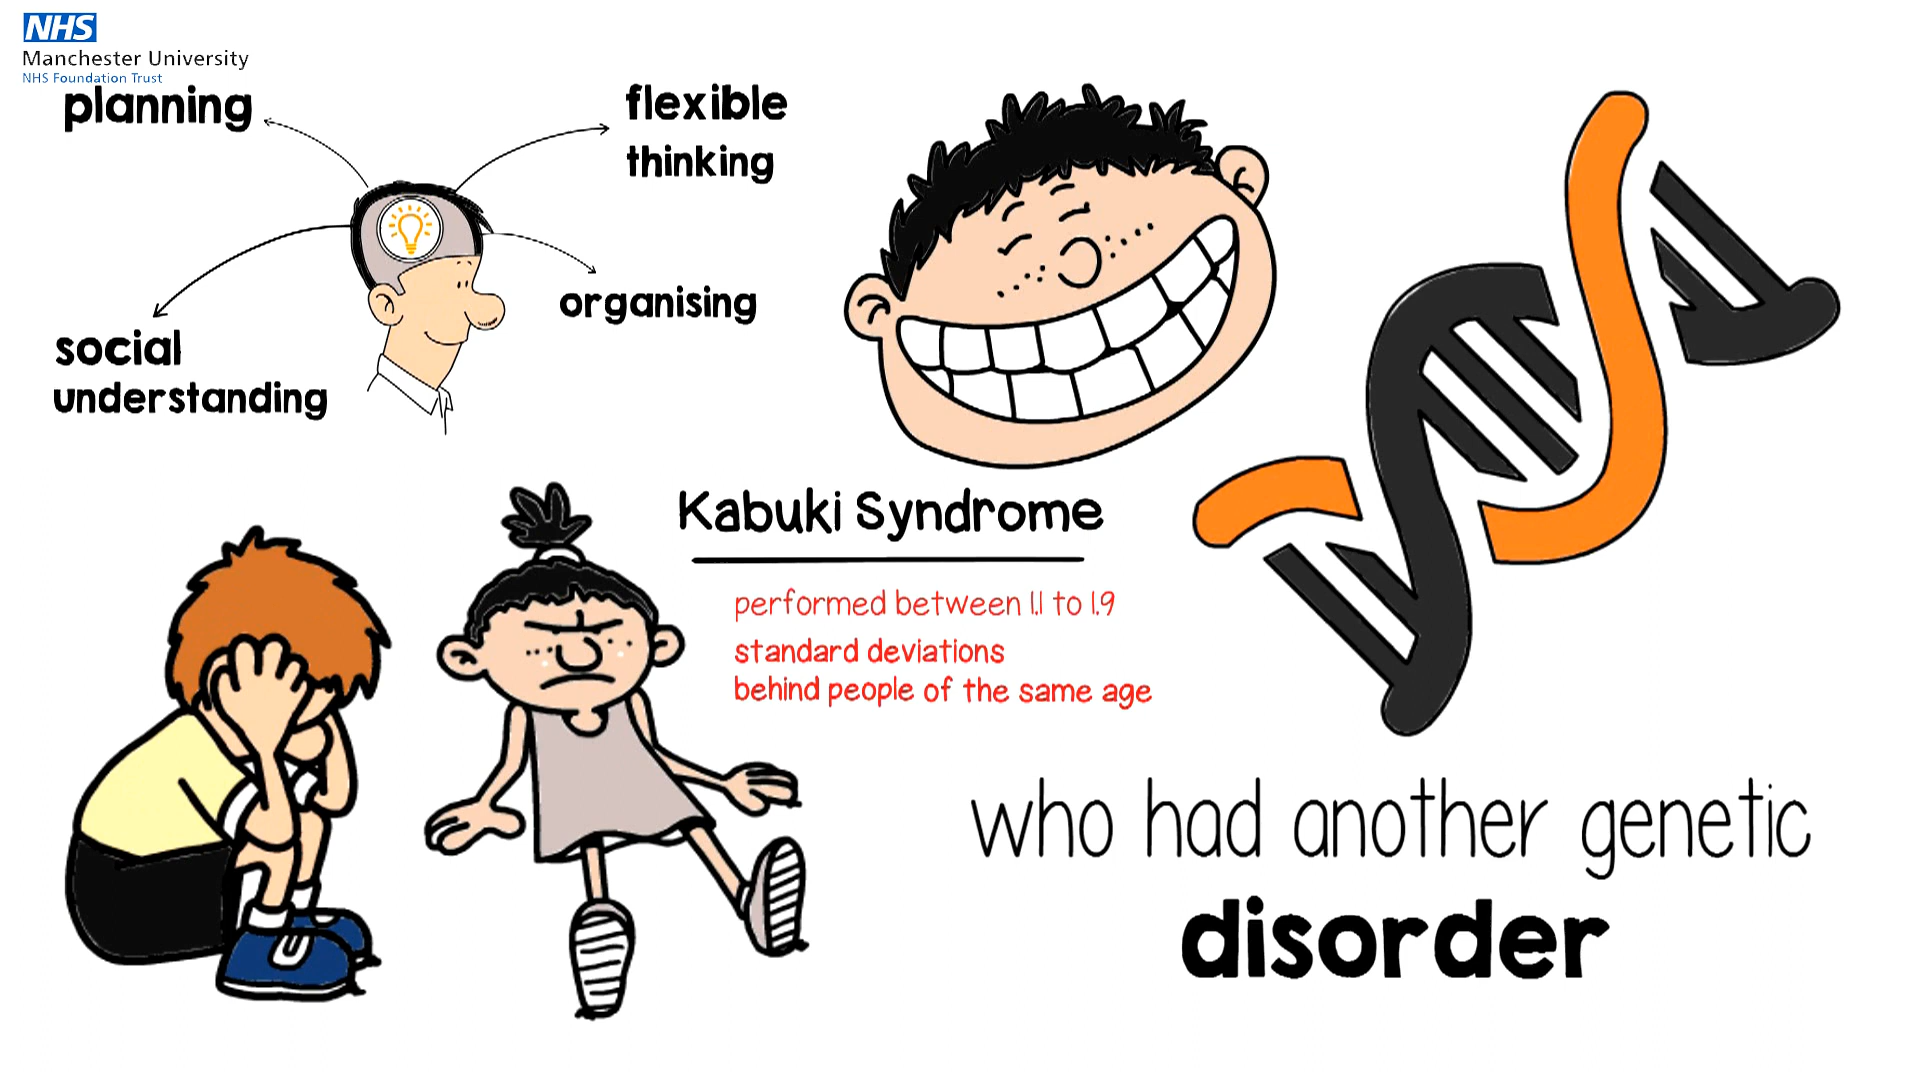 NHS
Manchester University
NHS Foundation Trust
planning
flexible
thinking
organising
social
understanding
Kabuki Syndrome
performed between 1.1 to 1.9
standard deviations
behind people of the same age
who had another genetic
disorder